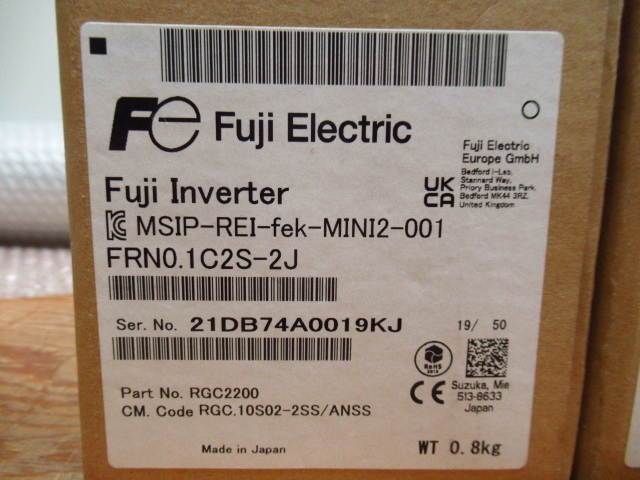 Fe Fuji Electric
Fuji Electric
Europe GmbH
Bedford i-Lab,
Stannard Way,
Priory Business Park,
Bedford MK44 3RZ,
United Kingdom
UK
CA
Fuji Inverter
MSIP-REI-fek-MINI2-001
FRN0.1C2S-2J
Ser. No. 21DB74A0019KJ
19/ 50
RoHS
CE
Suzuka, Mie
513-8633
Japan
Part No. RGC2200
CM. Code RGC.10S02-2SS/ANSS
Made in Japan
WT 0.8kg